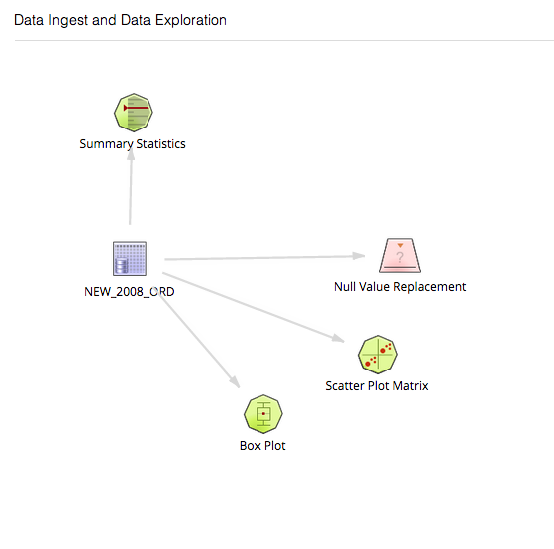 Data Ingest and Data Exploration
Summary Statistics
NEW_2008_ORD
?
Null Value Replacement
Scatter Plot Matrix
Box Plot